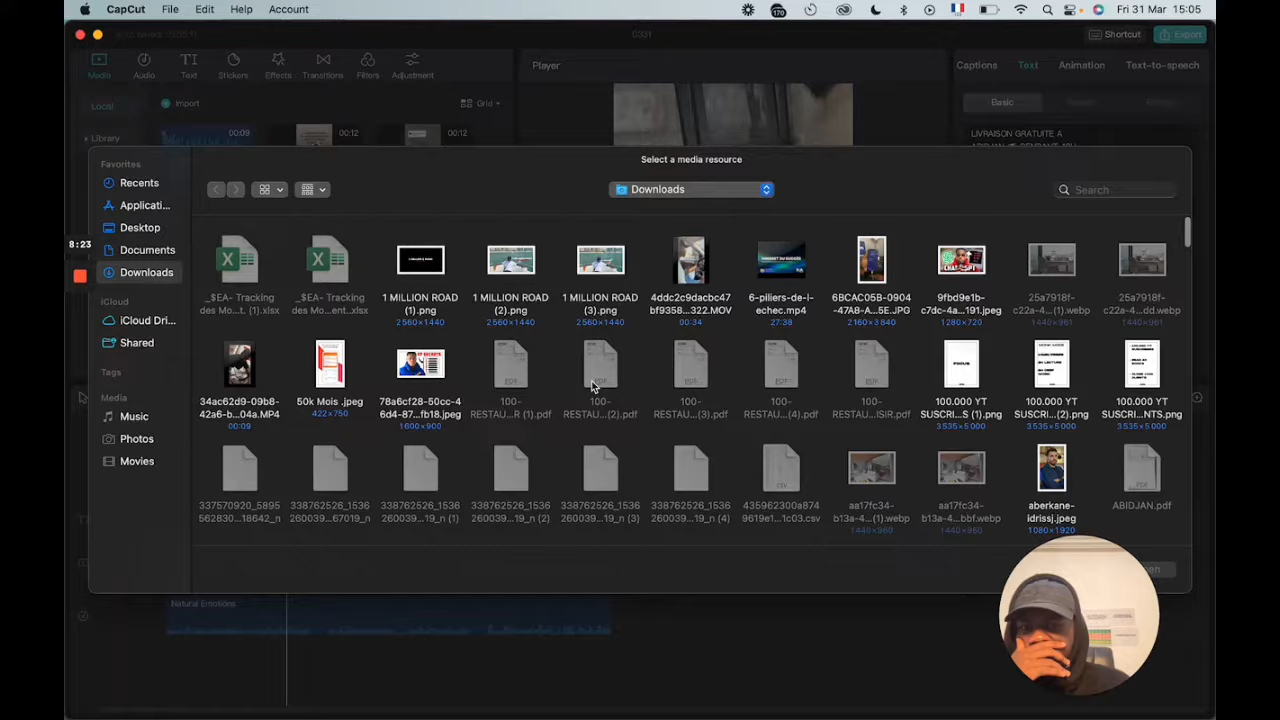 CapCut File Edit Help Account
170
Fri 31 Mar 15:05
0331
Shortcut
Export
Media Audio Text Stickers Effects Transitions Filters Adjustment
Player
Captions Text Animation Text-to-speech
Local
Import
Grid
Basic
Library
00:09
00:12
00:12
LIVRAISON GRATUITE A
Select a media resource
Favorites
Recents
Applicati...
Desktop
Documents
Downloads
iCloud
iCloud Dri...
Shared
Tags
Media
Music
Photos
Movies
8:23
Downloads
Search
_$EA- Tracking
des Mo...t. (1).xlsx
_$EA- Tracking
des Mo...ent..xlsx
1 MILLION ROAD
(1).png
2560×1440
1 MILLION ROAD
(2).png
2560×1440
1 MILLION ROAD
(3).png
2560×1440
4ddc2c9dacbc47
bf9358...322.MOV
00:34
6-piliers-de-l-
echec.mp4
27:38
6BCAC05B-0904
-47A8-A...5E.JPG
2160×3840
CHATGPT
9fbd9e1b-
c7dc-4a...191.jpeg
1280×720
25a7918f-
c22a-4...(1).webp
1440×961
25a7918f-
c22a-4...dd.webp
1440×961
34ac62d9-09b8-
42a6-b...04a.MP4
00:09
50k Mois .jpeg
422×750
78a6cf28-50cc-4
6d4-87...fb18.jpeg
1600×900
PDF
100-
RESTAU...R (1).pdf
PDF
100-
RESTAU...(2).pdf
PDF
100-
RESTAU...(3).pdf
PDF
100-
RESTAU...(4).pdf
PDF
100-
RESTAU...ISIR.pdf
FOCUS
100.000 YT
SUSCRI...S (1).png
3535×5000
100.000 YT
SUSCRI...(2).png
3535×5000
100.000 YT
SUSCRI...NTS.png
3535×5000
337570920_5895
562830...18642_n
338762526_1536
260039...67019_n
338762526_1536
260039...19_n (1)
338762526_1536
260039...19_n (2)
338762526_1536
260039...19_n (3)
338762526_1536
260039...19_n (4)
CSV
435962300a874
9619e1...1c03.csv
aa17fc34-
b13a-4...(1).webp
1440×960
aa17fc34-
b13a-4...bbf.webp
1440×960
aberkane-
idrissj.jpeg
1080×1920
PDF
ABIDJAN.pdf
Natural Emotions